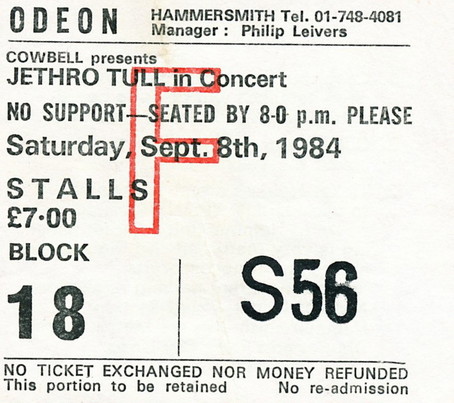 ODEON HAMMERSMITH Tel. 01-748-4081
Manager : Philip Leivers
COWBELL presents
JETHRO TULL in Concert
NO SUPPORT—SEATED BY 8·0 p.m. PLEASE
Saturday, Sept. 8th, 1984
F
STALLS
£7·00
BLOCK
18 S56
NO TICKET EXCHANGED NOR MONEY REFUNDED
This portion to be retained No re-admission